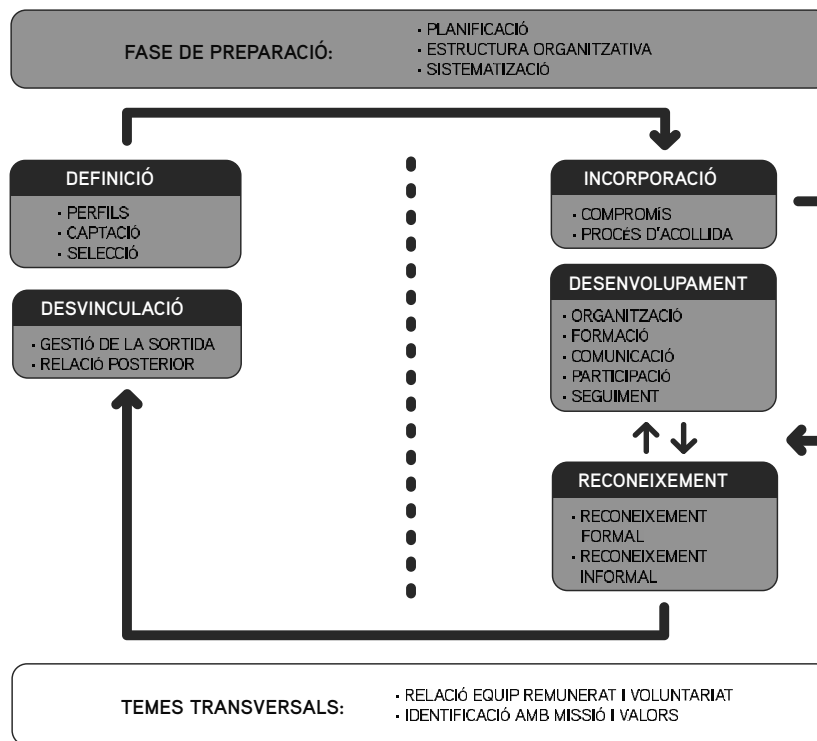 FASE DE PREPARACIÓ:
· PLANIFICACIÓ
· ESTRUCTURA ORGANITZATIVA
· SISTEMATIZACIÓ
DEFINICIÓ
· PERFILS
· CAPTACIÓ
· SELECCIÓ
DESVINCULACIÓ
· GESTIÓ DE LA SORTIDA
· RELACIÓ POSTERIOR
INCORPORACIÓ
· COMPROMÍS
· PROCÉS D'ACOLLIDA
DESENVOLUPAMENT
· ORGANITZACIÓ
· FORMACIÓ
· COMUNICACIÓ
· PARTICIPACIÓ
· SEGUIMENT
RECONEIXEMENT
· RECONEIXEMENT
FORMAL
· RECONEIXEMENT
INFORMAL
TEMES TRANSVERSALS:
· RELACIÓ EQUIP REMUNERAT I VOLUNTARIAT
· IDENTIFICACIÓ AMB MISSIÓ I VALORS